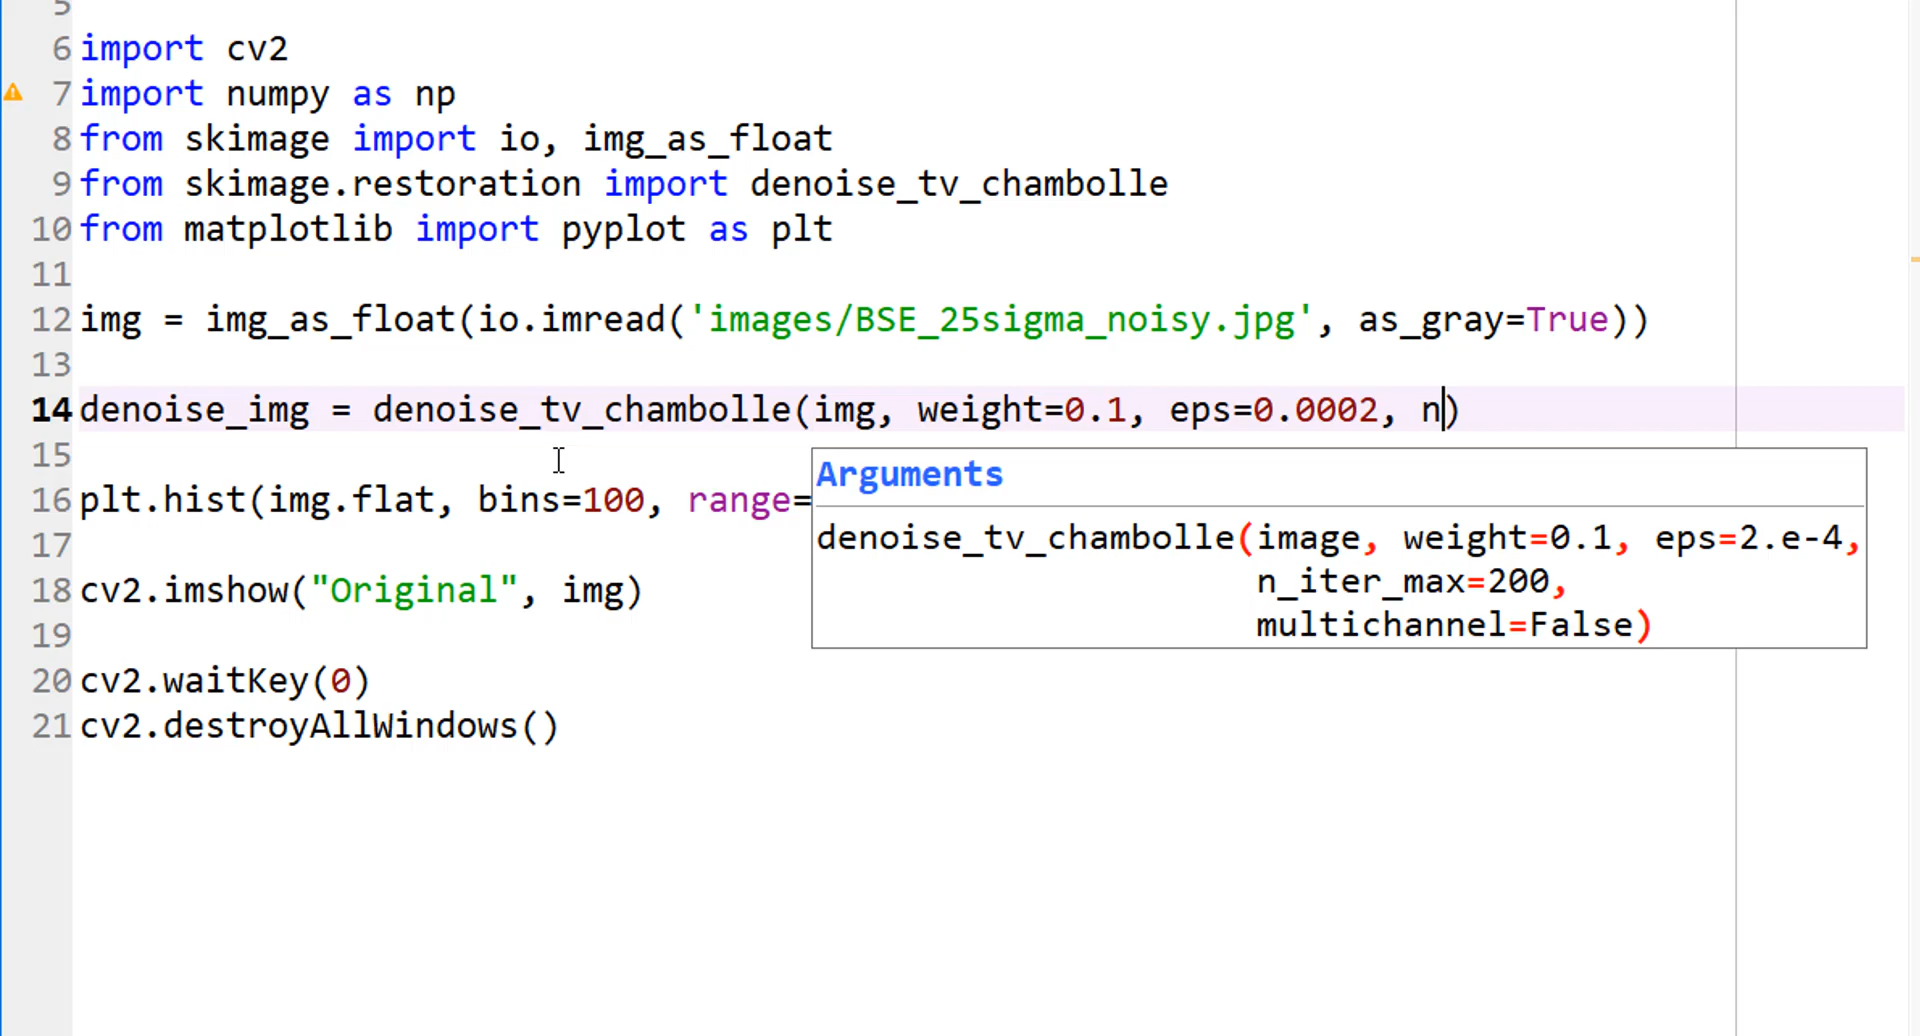 5
6 import cv2
7 import numpy as np
8 from skimage import io, img_as_float
9 from skimage.restoration import denoise_tv_chambolle
10 from matplotlib import pyplot as plt
11
12 img = img_as_float(io.imread('images/BSE_25sigma_noisy.jpg', as_gray=True))
13
14 denoise_img = denoise_tv_chambolle(img, weight=0.1, eps=0.0002, n)
15
16 plt.hist(img.flat, bins=100, range=
17
18 cv2.imshow("Original", img)
19
20 cv2.waitKey(0)
21 cv2.destroyAllWindows()
Arguments
denoise_tv_chambolle(image, weight=0.1, eps=2.e-4,
n_iter_max=200,
multichannel=False)